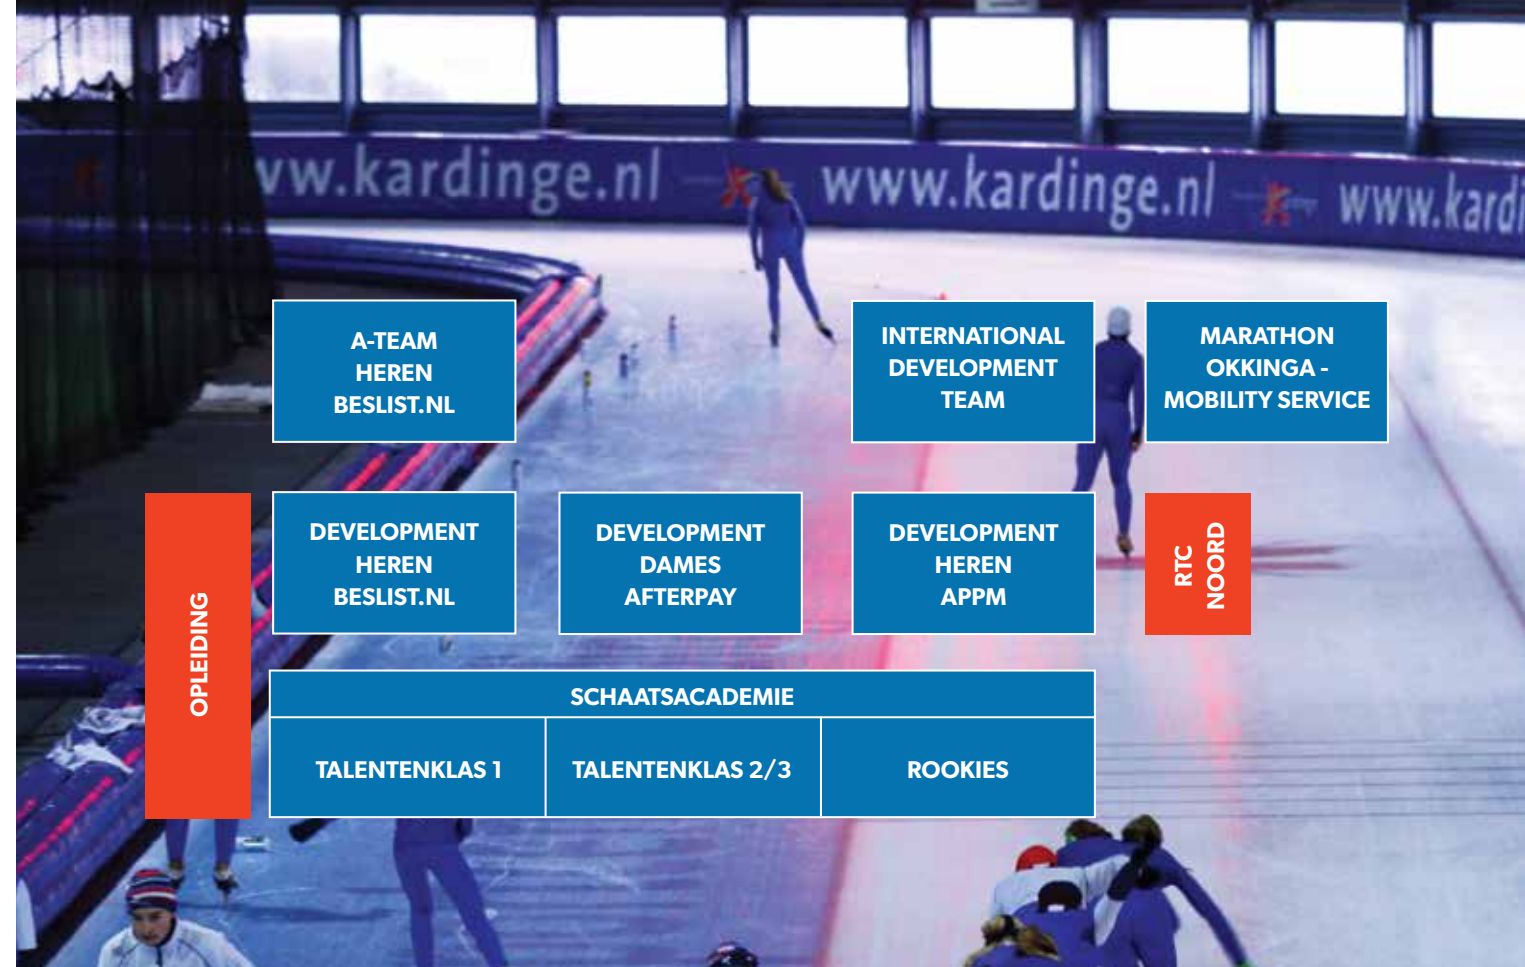 vw.kardinge.nl www.kardinge.nl www.kardi
A-TEAM
HEREN
BESLIST.NL
INTERNATIONAL
DEVELOPMENT
TEAM
MARATHON
OKKINGA -
MOBILITY SERVICE
OPLEIDING
DEVELOPMENT
HEREN
BESLIST.NL
DEVELOPMENT
DAMES
AFTERPAY
DEVELOPMENT
HEREN
APPM
RTC
NOORD
SCHAATSACADEMIE
TALENTENKLAS 1
TALENTENKLAS 2/3
ROOKIES